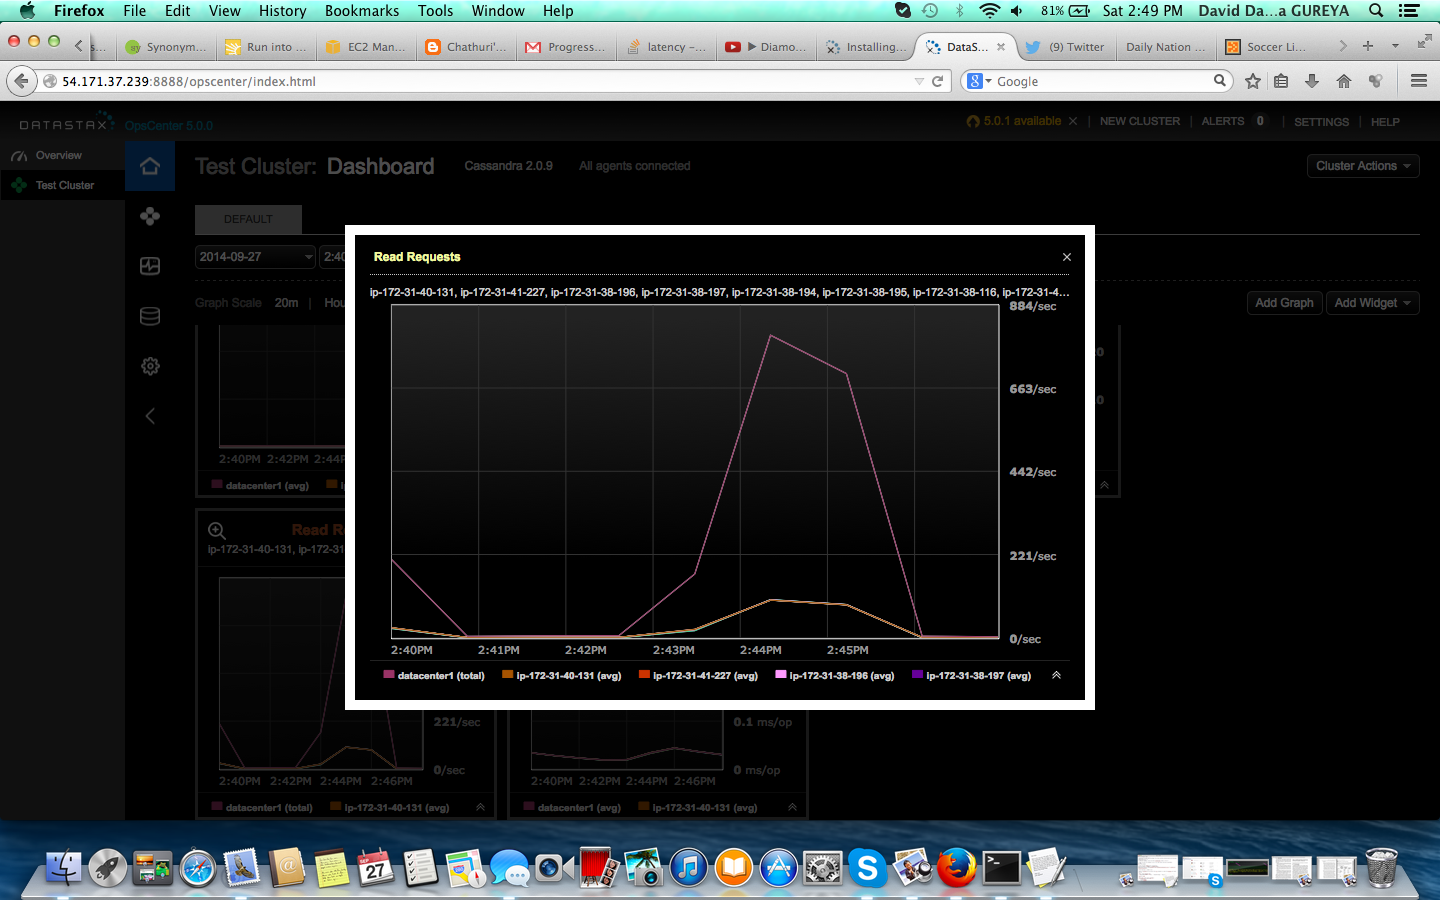 Firefox File Edit View History Bookmarks Tools Window Help 81% Sat 2:49 PM David Da...a GUREYA
s... sy Synonym... Run into ... EC2 Man... Chathuri'... Progress... latency –... ▶ Diamo... Installing... DataS... × (9) Twitter Daily Nation ... Soccer Li...
54.171.37.239:8888/opscenter/index.html 8 Google
DATASTAX OpsCenter 5.0.0 5.0.1 available × | NEW CLUSTER | ALERTS 0 | SETTINGS | HELP
Overview
Test Cluster
Test Cluster: Dashboard Cassandra 2.0.9 All agents connected Cluster Actions
DEFAULT
2014-09-27 2:40
Graph Scale 20m | Hou Add Graph Add Widget
Read Requests ×
ip-172-31-40-131, ip-172-31-41-227, ip-172-31-38-196, ip-172-31-38-197, ip-172-31-38-194, ip-172-31-38-195, ip-172-31-38-116, ip-172-31-4...
884/sec
663/sec
442/sec
221/sec
0/sec
2:40PM 2:41PM 2:42PM 2:43PM 2:44PM 2:45PM
datacenter1 (total) ip-172-31-40-131 (avg) ip-172-31-41-227 (avg) ip-172-31-38-196 (avg) ip-172-31-38-197 (avg)
2:40PM 2:42PM 2:44P
datacenter1 (avg)
Read R
ip-172-31-40-131, ip-172-31
221/sec
0/sec
2:40PM 2:42PM 2:44PM 2:46PM
datacenter1 (total) ip-172-31-40-131 (avg)
0.1 ms/op
0 ms/op
2:40PM 2:42PM 2:44PM 2:46PM
datacenter1 (avg) ip-172-31-40-131 (avg)
SEP
27